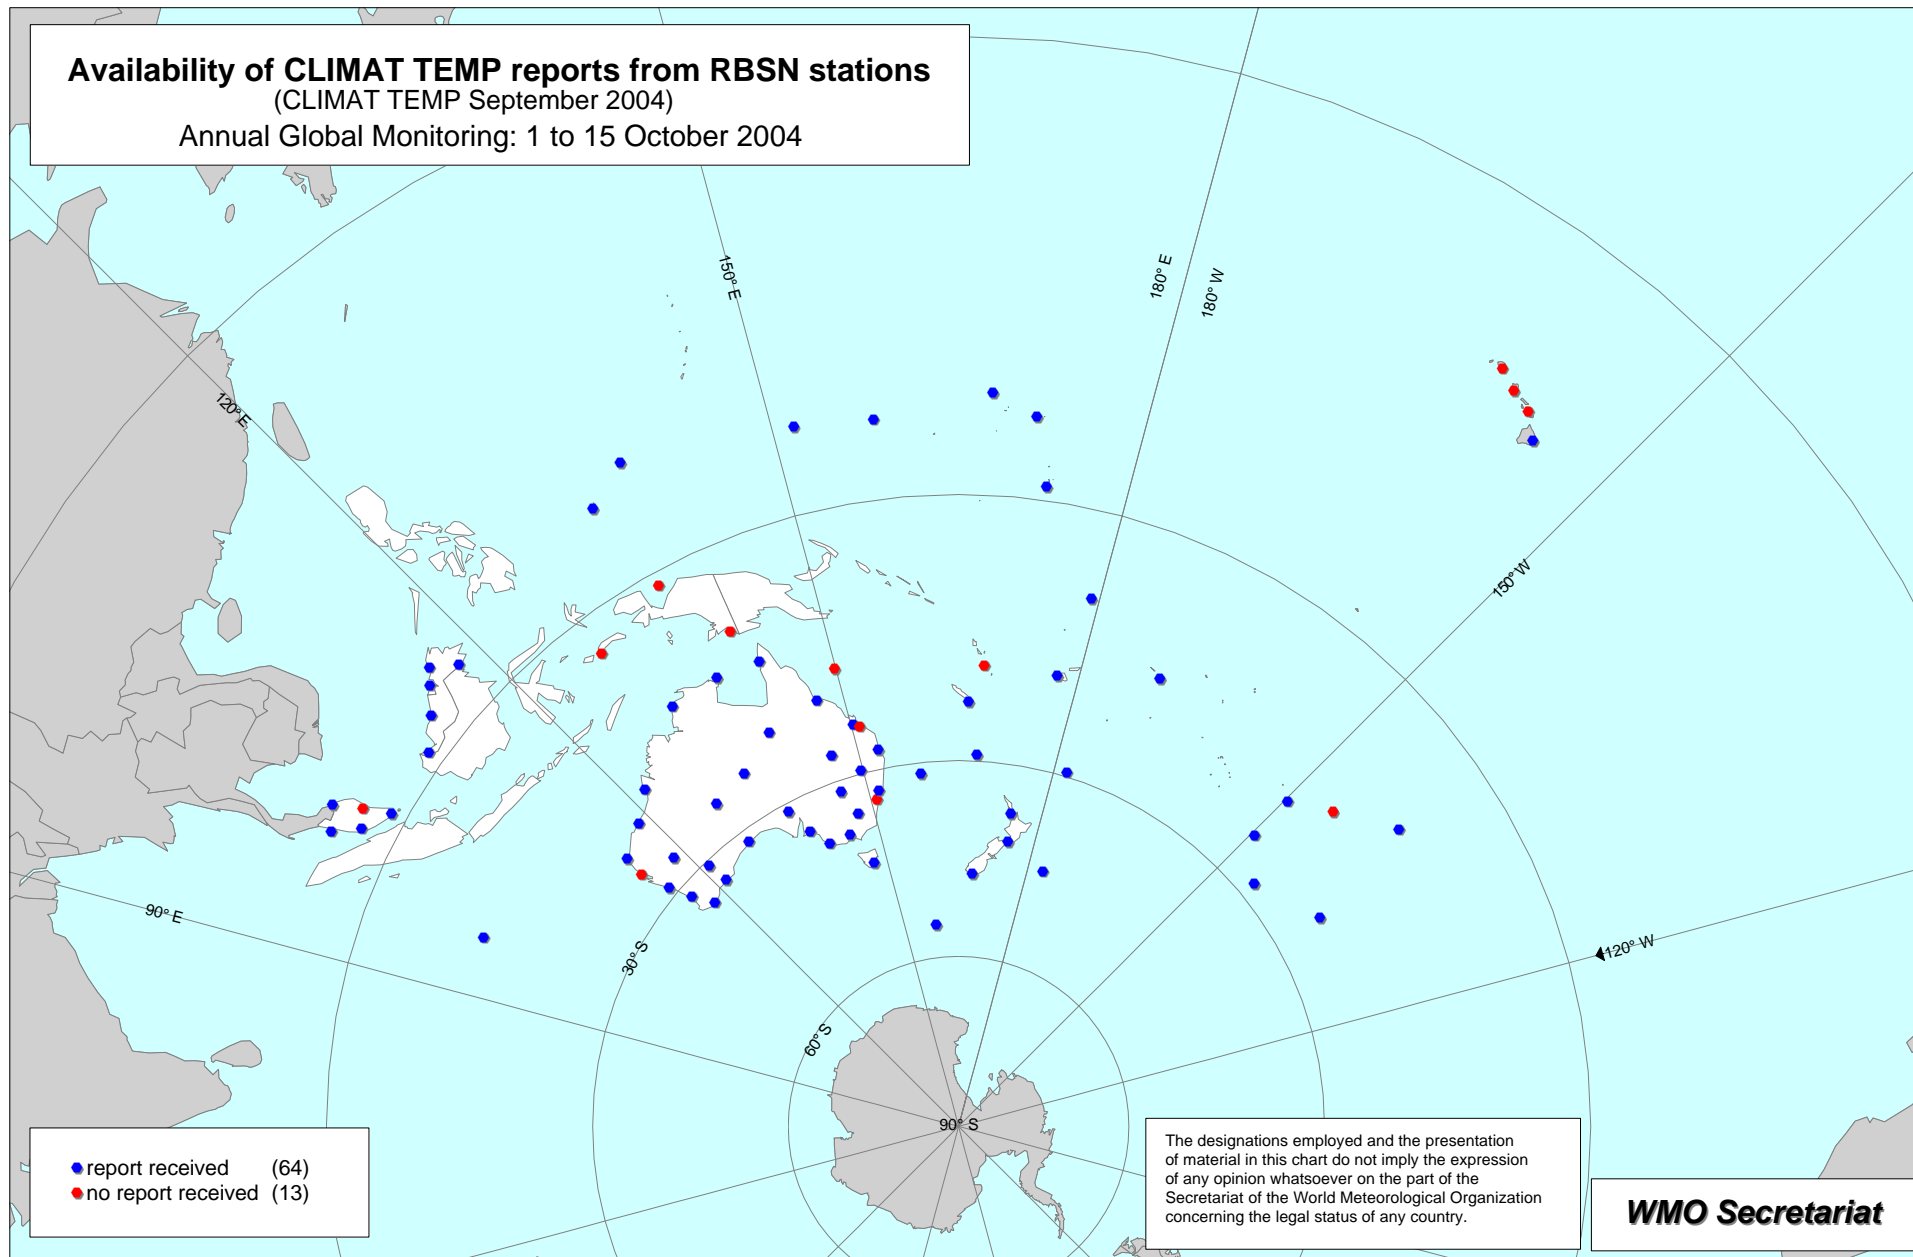 Availability of CLIMAT TEMP reports from RBSN stations
(CLIMAT TEMP September 2004)
Annual Global Monitoring: 1 to 15 October 2004
150° E
180° E
180° W
120° E
150° W
90° E
30° S
120° W
60° S
90° S
report received (64)
no report received (13)
The designations employed and the presentation
of material in this chart do not imply the expression
of any opinion whatsoever on the part of the
Secretariat of the World Meteorological Organization
concerning the legal status of any country.
WMO Secretariat